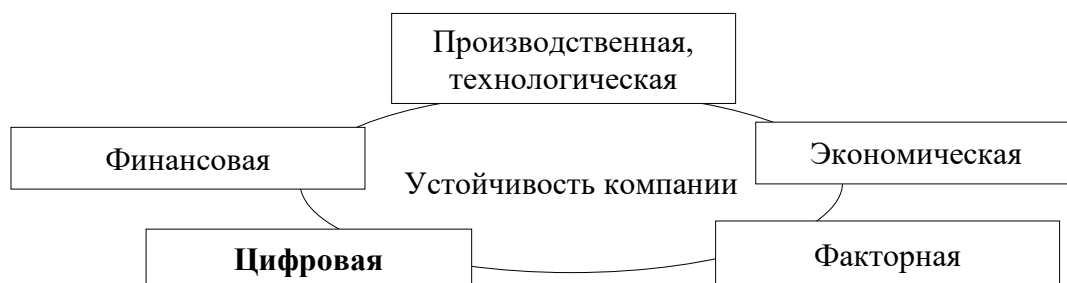 Производственная,
технологическая
Финансовая
Экономическая
Устойчивость компании
Цифровая
Факторная